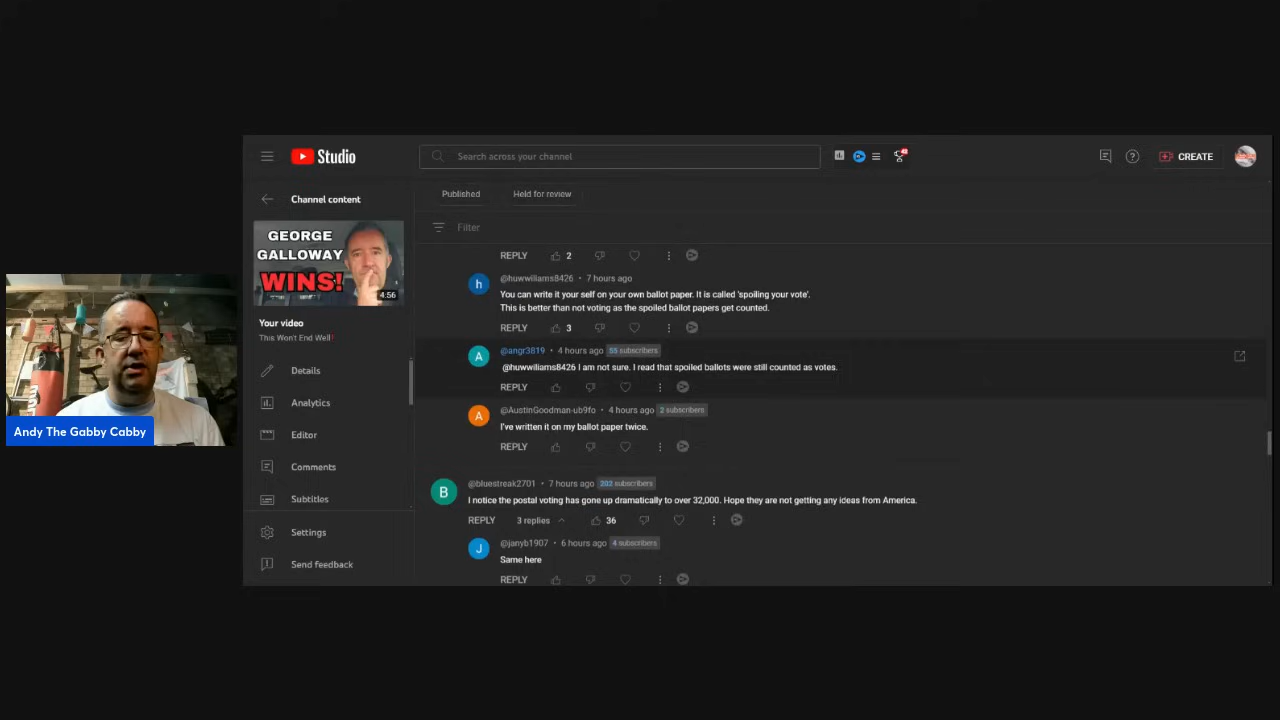 Studio
Search across your channel
CREATE
Channel content
Published
Held for review
GEORGE
GALLOWAY
WINS!
4:56
Filter
REPLY
2
h
@huwwiliams8426 • 7 hours ago
You can write it your self on your own ballot paper. It is called 'spoiling your vote'.
This is better than not voting as the spoiled ballot papers get counted.
Your video
This Won't End Well!
REPLY
3
A
@angr3819 • 4 hours ago 55 subscribers
@huwwiliams8426 I am not sure. I read that spoiled ballots were still counted as votes.
Details
REPLY
Analytics
A
@AustinGoodman-ub9fo • 4 hours ago 2 subscribers
I've written it on my ballot paper twice.
Andy The Gabby Cabby
Editor
REPLY
Comments
B
@bluestreak2701 • 7 hours ago 202 subscribers
I notice the postal voting has gone up dramatically to over 32,000. Hope they are not getting any ideas from America.
Subtitles
REPLY
3 replies
36
Settings
J
@janyb1907 • 6 hours ago 4 subscribers
Same here
Send feedback
REPLY